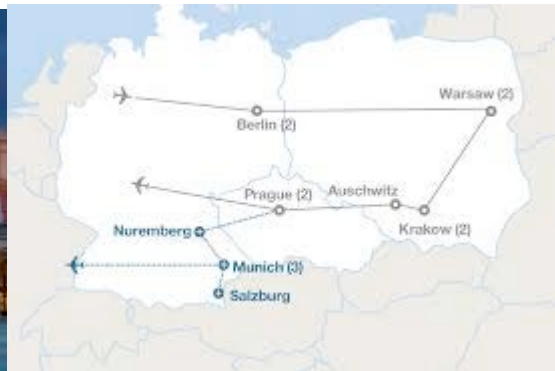 Warsaw (2)
Berlin (2)
Prague (2)
Auschwitz
Krakow (2)
Nuremberg
Munich (3)
Salzburg